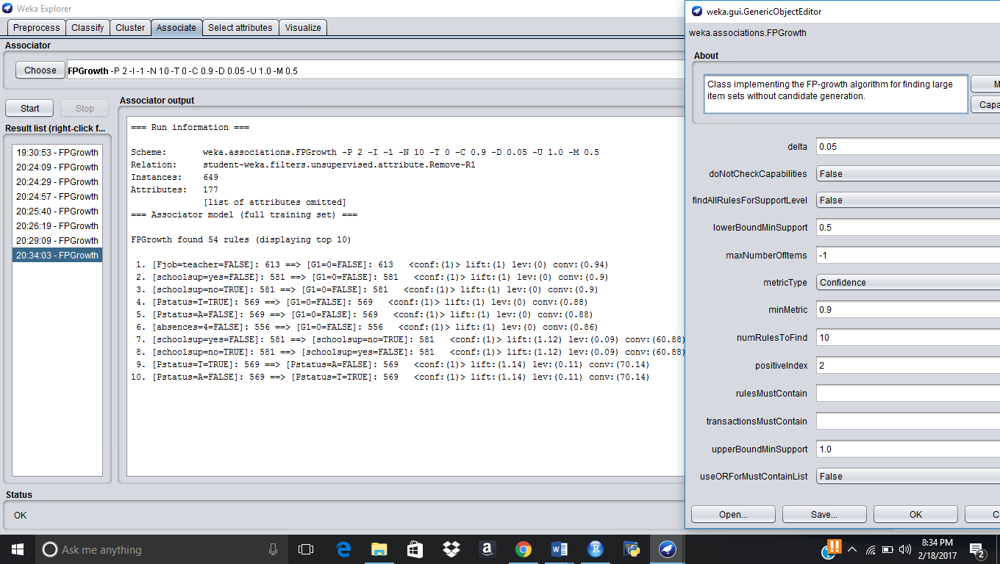 Weka Explorer
Preprocess Classify Cluster Associate Select attributes Visualize
Associator
Choose FPGrowth -P 2 -I -1 -N 10 -T 0 -C 0.9 -D 0.05 -U 1.0 -M 0.5
Start Stop
Result list (right-click f...
19:30:53 - FPGrowth
20:24:09 - FPGrowth
20:24:29 - FPGrowth
20:24:57 - FPGrowth
20:25:40 - FPGrowth
20:26:19 - FPGrowth
20:29:09 - FPGrowth
20:34:03 - FPGrowth
Associator output
=== Run information ===
Scheme: weka.associations.FPGrowth -P 2 -I -1 -N 10 -T 0 -C 0.9 -D 0.05 -U 1.0 -M 0.5
Relation: student-weka.filters.unsupervised.attribute.Remove-R1
Instances: 649
Attributes: 177
[list of attributes omitted]
=== Associator model (full training set) ===
FPGrowth found 54 rules (displaying top 10)
1. [Fjob=teacher=FALSE]: 613 ==> [G1=0=FALSE]: 613 <conf:(1)> lift:(1) lev:(0) conv:(0.94)
2. [schoolsup=yes=FALSE]: 581 ==> [G1=0=FALSE]: 581 <conf:(1)> lift:(1) lev:(0) conv:(0.9)
3. [schoolsup=no=TRUE]: 581 ==> [G1=0=FALSE]: 581 <conf:(1)> lift:(1) lev:(0) conv:(0.9)
4. [Pstatus=T=TRUE]: 569 ==> [G1=0=FALSE]: 569 <conf:(1)> lift:(1) lev:(0) conv:(0.88)
5. [Pstatus=A=FALSE]: 569 ==> [G1=0=FALSE]: 569 <conf:(1)> lift:(1) lev:(0) conv:(0.88)
6. [absences=4=FALSE]: 556 ==> [G1=0=FALSE]: 556 <conf:(1)> lift:(1) lev:(0) conv:(0.86)
7. [schoolsup=yes=FALSE]: 581 ==> [schoolsup=no=TRUE]: 581 <conf:(1)> lift:(1.12) lev:(0.09) conv:(60.88)
8. [schoolsup=no=TRUE]: 581 ==> [schoolsup=yes=FALSE]: 581 <conf:(1)> lift:(1.12) lev:(0.09) conv:(60.88)
9. [Pstatus=T=TRUE]: 569 ==> [Pstatus=A=FALSE]: 569 <conf:(1)> lift:(1.14) lev:(0.11) conv:(70.14)
10. [Pstatus=A=FALSE]: 569 ==> [Pstatus=T=TRUE]: 569 <conf:(1)> lift:(1.14) lev:(0.11) conv:(70.14)
Status
OK
weka.gui.GenericObjectEditor
weka.associations.FPGrowth
About
Class implementing the FP-growth algorithm for finding large
item sets without candidate generation.
M
Capa
delta 0.05
doNotCheckCapabilities False
findAllRulesForSupportLevel False
lowerBoundMinSupport 0.5
maxNumberOfItems -1
metricType Confidence
minMetric 0.9
numRulesToFind 10
positiveIndex 2
rulesMustContain
transactionsMustContain
upperBoundMinSupport 1.0
useORForMustContainList False
Open... Save... OK C
Ask me anything
8:34 PM
2/18/2017
2